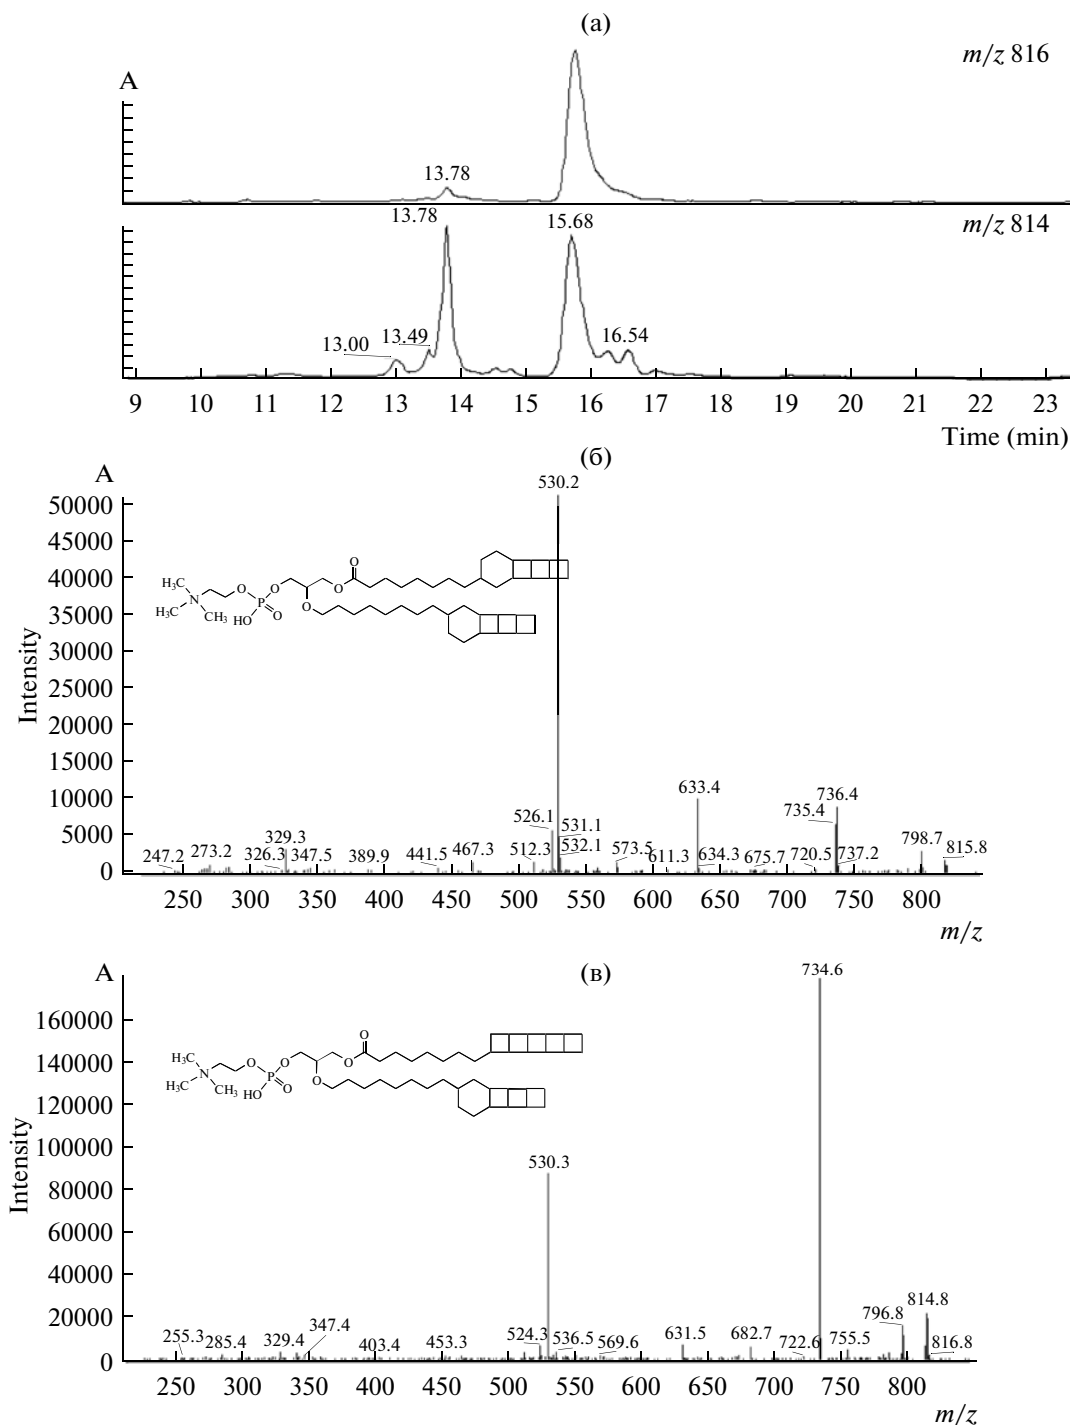 (а)
m/z 816
A
13.78
13.78
15.68
m/z 814
13.00
13.49
16.54
9 10 11 12 13 14 15 16 17 18 19 20 21 22 23
Time (min)
(б)
A
530.2
50000
45000
40000
35000
30000
25000
20000
15000
10000
5000
0
Intensity
O
H3C
N
H3C
CH3
O
P
HO
O
O
O
O
247.2
273.2
326.3
329.3
347.5
389.9
441.5
467.3
512.3
526.1
531.1
532.1
573.5
611.3
633.4
634.3
675.7
720.5
735.4
736.4
737.2
798.7
815.8
250 300 350 400 450 500 550 600 650 700 750 800
m/z
(в)
A
734.6
160000
140000
120000
100000
80000
60000
40000
20000
0
Intensity
O
H3C
N
H3C
CH3
O
P
HO
O
O
O
O
530.3
255.3
285.4
329.4
347.4
403.4
453.3
524.3
536.5
569.6
631.5
682.7
722.6
755.5
796.8
814.8
816.8
250 300 350 400 450 500 550 600 650 700 750 800
m/z